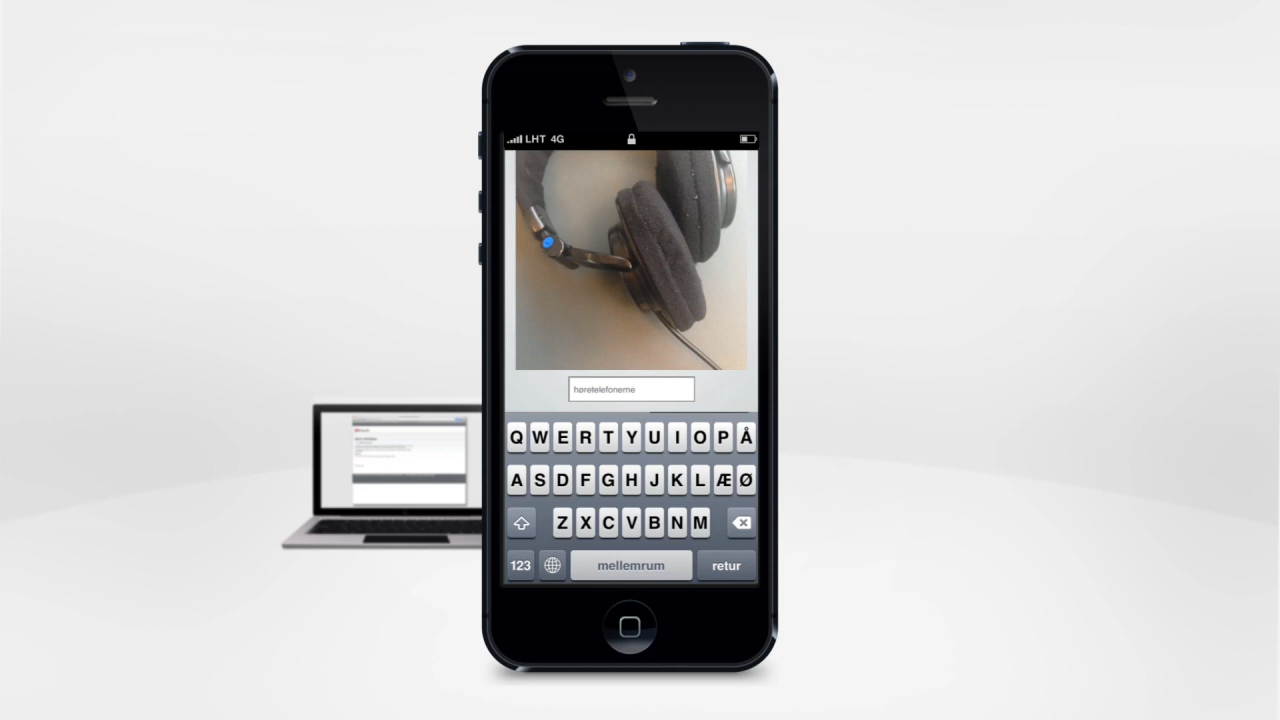 LHT 4G
høretelefonerne
Q W E R T Y U I O P Å
A S D F G H J K L Æ Ø
Z X C V B N M
123 mellemrum retur